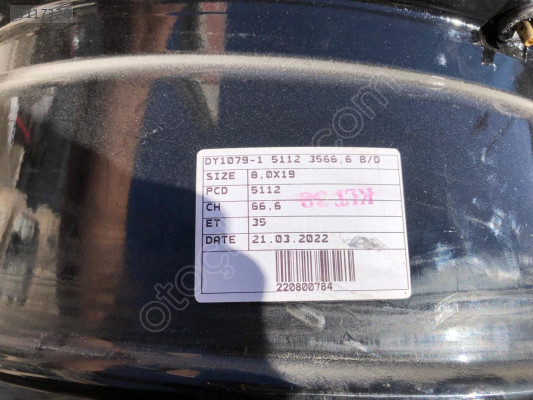 DY1079-1 5112 3566,6 B/D
SIZE 8,0X19
PCD 5112
CH 66,6
ET 35
DATE 21.03.2022
220800784